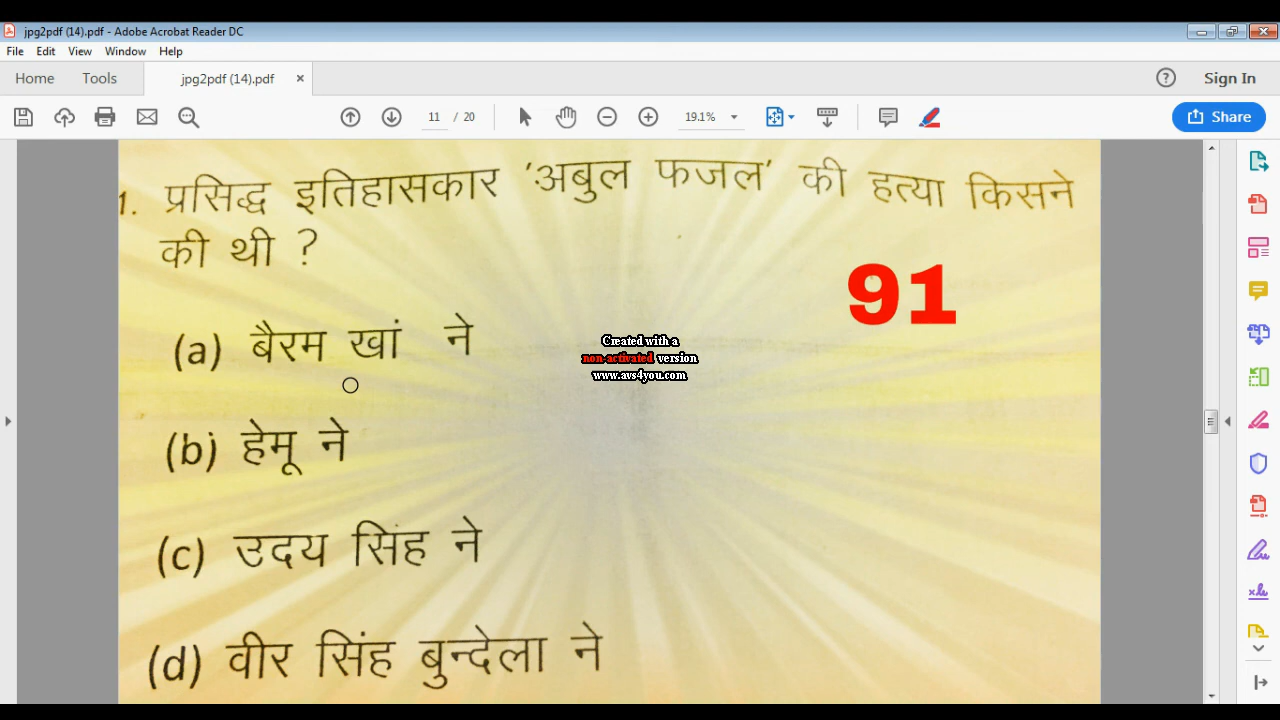 jpg2pdf (14).pdf - Adobe Acrobat Reader DC
File Edit View Window Help
Home Tools jpg2pdf (14).pdf × ? Sign In
11 / 20 19.1% Share
1. प्रसिद्ध इतिहासकार 'अबुल फजल' की हत्या किसने
की थी ?
91
(a) बैरम खां ने
Created with a
non-activated version
www.avs4you.com
(b) हेमू ने
(c) उदय सिंह ने
(d) वीर सिंह बुन्देला ने